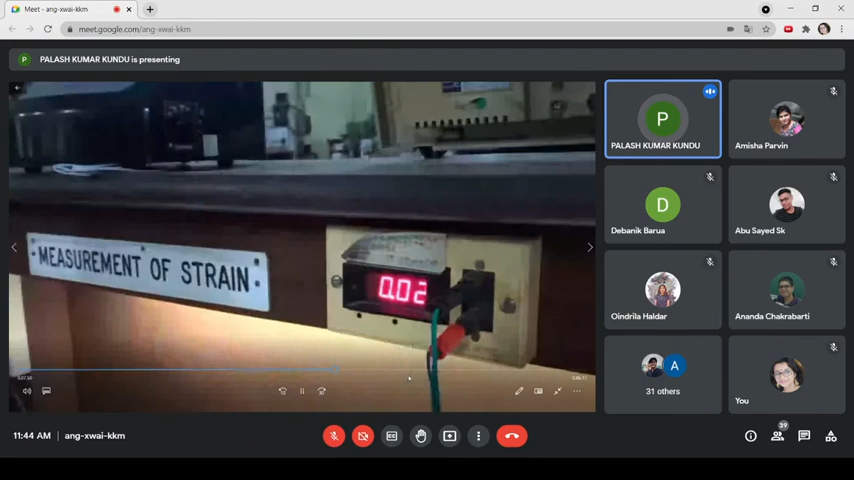 Meet - ang-xwai-kkm
meet.google.com/ang-xwai-kkm
P PALASH KUMAR KUNDU is presenting
MEASUREMENT OF STRAIN
0.02
P
PALASH KUMAR KUNDU
Amisha Parvin
D
Debanik Barua
Abu Sayed Sk
Oindrila Haldar
Ananda Chakrabarti
A
31 others
You
11:44 AM | ang-xwai-kkm
39